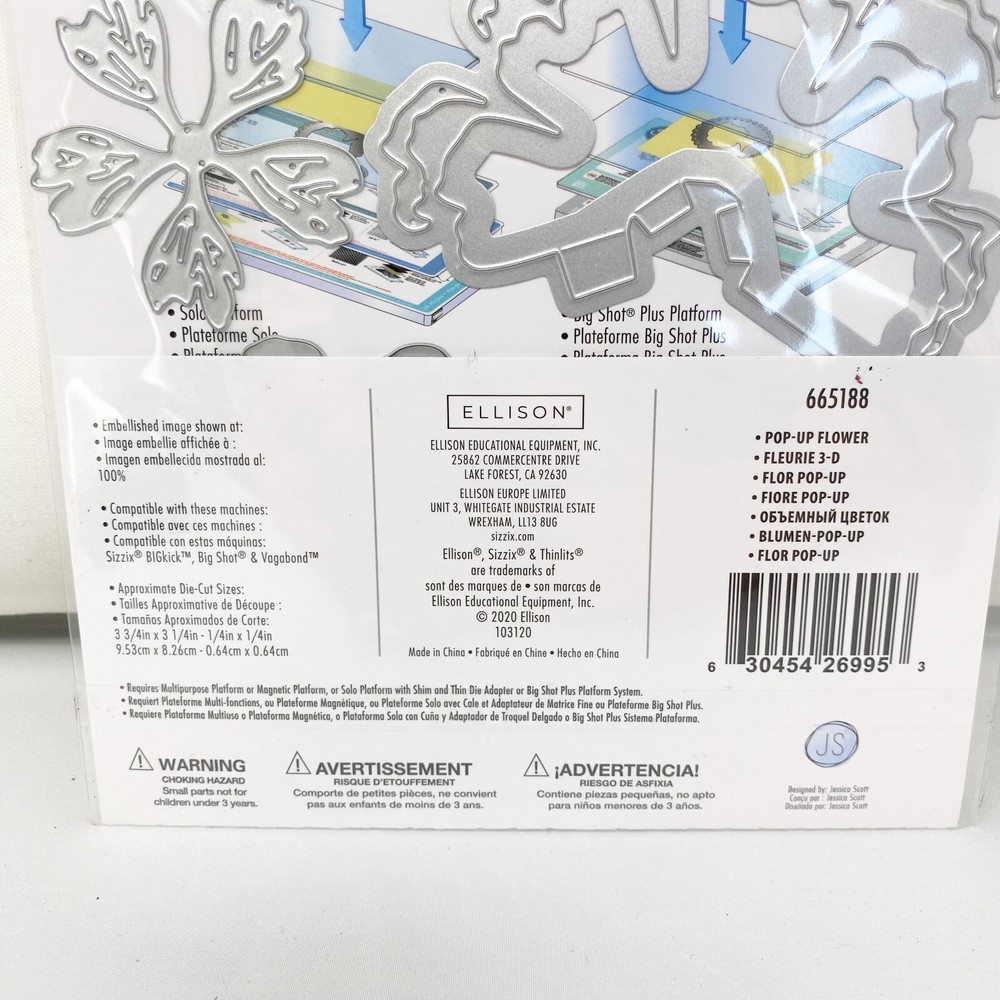 • Solo
form
• Plateforme Solo
• Big Shot® Plus Platform
• Plateforme Big Shot Plus
• Plataforma Big Shot Plus
• Embellished image shown at:
• Image embellie affichée à :
• Imagen embellecida mostrada al:
100%
• Compatible with these machines:
• Compatible avec ces machines :
• Compatible con estas máquinas:
Sizzix® BIGkick™, Big Shot® & Vagabond™
• Approximate Die-Cut Sizes:
• Tailles Approximative de Découpe :
• Tamaños Aproximados de Corte:
3 3/4in x 3 1/4in - 1/4in x 1/4in
9.53cm x 8.26cm - 0.64cm x 0.64cm
ELLISON®
ELLISON EDUCATIONAL EQUIPMENT, INC.
25862 COMMERCENTRE DRIVE
LAKE FOREST, CA 92630
ELLISON EUROPE LIMITED
UNIT 3, WHITEGATE INDUSTRIAL ESTATE
WREXHAM, LL13 8UG
sizzix.com
Ellison®, Sizzix® & Thinlits®
are trademarks of
sont des marques de • son marcas de
Ellison Educational Equipment, Inc.
© 2020 Ellison
103120
Made in China • Fabriqué en Chine • Hecho en China
665188
• POP-UP FLOWER
• FLEURIE 3-D
• FLOR POP-UP
• FIORE POP-UP
• ОБЪЕМНЫЙ ЦВЕТОК
• BLUMEN-POP-UP
• FLOR POP-UP
6 30454 26995 3
• Requires Multipurpose Platform or Magnetic Platform, or Solo Platform with Shim and Thin Die Adapter or Big Shot Plus Platform System.
• Requiert Plateforme Multi-fonctions, ou Plateforme Magnétique, ou Plateforme Solo avec Cale et Adaptateur de Matrice Fine ou Plateforme Big Shot Plus.
• Requiere Plataforma Multiuso o Plataforma Magnética, o Plataforma Solo con Cuña y Adaptador de Troquel Delgado o Big Shot Plus Sistema Plataforma.
WARNING
CHOKING HAZARD
Small parts not for
children under 3 years.
AVERTISSEMENT
RISQUE D'ETOUFFEMENT
Comporte de petites pièces, ne convient
pas aux enfants de moins de 3 ans.
¡ADVERTENCIA!
RIESGO DE ASFIXIA
Contiene piezas pequeñas, no apto
para niños menores de 3 años.
JS
Designed by: Jessica Scott
Conçu par : Jessica Scott
Diseñado por: Jessica Scott